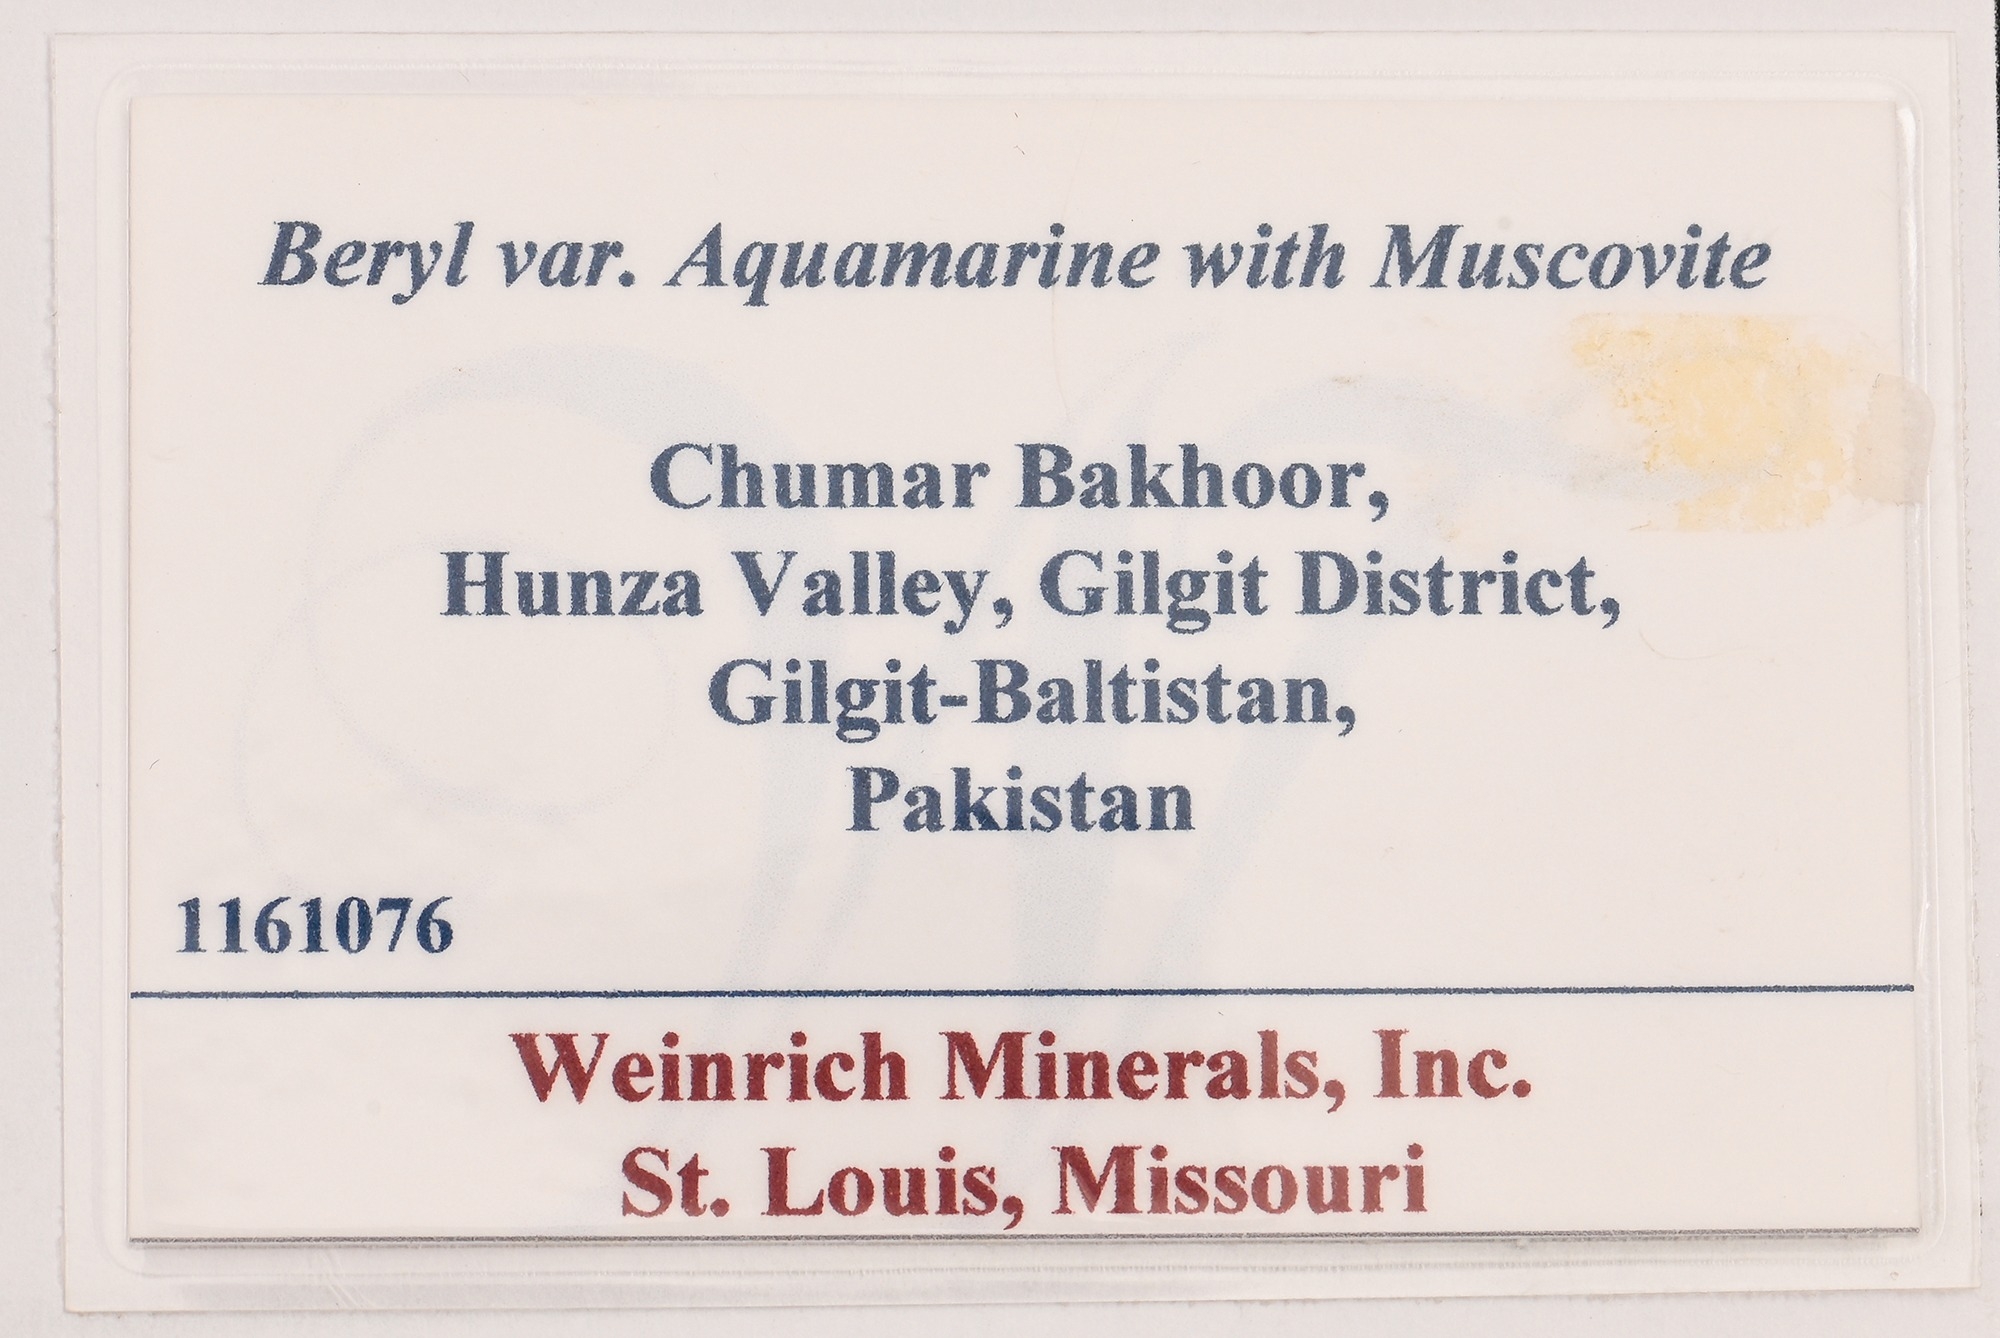 Beryl var. Aquamarine with Muscovite
Chumar Bakhoor,
Hunza Valley, Gilgit District,
Gilgit-Baltistan,
Pakistan
1161076
Weinrich Minerals, Inc.
St. Louis, Missouri